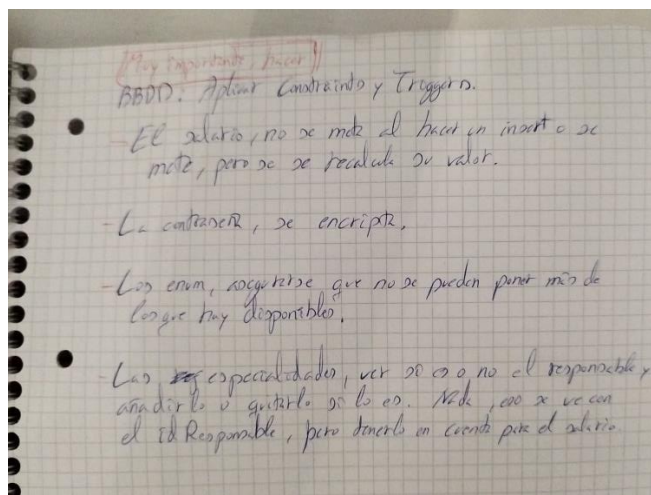 Muy importante, hacer!!
BBDD: Aplicar Constraints y Triggers.
- El salario, no se mete al hacer un insert o se
mete, pero se se recalcula su valor.
- La contraseña, se encripta.
- Los enum, asegurarse que no se pueden poner más de
los que hay disponibles.
- Las especialidades, ver si es o no el responsable y
añadirlo o quitarlo si lo es. Nada, eso se ve con
el id Responsable, pero tenerlo en cuenta para el salario.